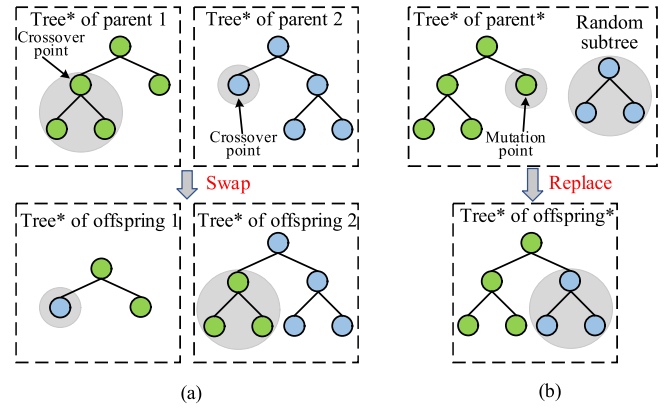 Tree* of parent 1
Crossover
point
Tree* of parent 2
Crossover
point
Swap
Tree* of offspring 1
Tree* of offspring 2
(a)
Tree* of parent*
Random
subtree
Mutation
point
Replace
Tree* of offspring*
(b)